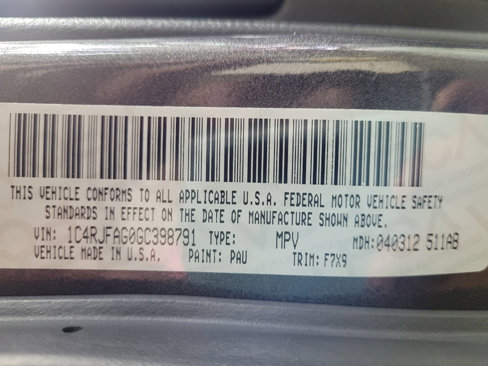 THIS VEHICLE CONFORMS TO ALL APPLICABLE U.S.A. FEDERAL MOTOR VEHICLE SAFETY
STANDARDS IN EFFECT ON THE DATE OF MANUFACTURE SHOWN ABOVE.
VIN: 1C4RJFAG0GC398791 TYPE: MPV MDH: 040312 511AB
VEHICLE MADE IN U.S.A. PAINT: PAU TRIM: F7X9